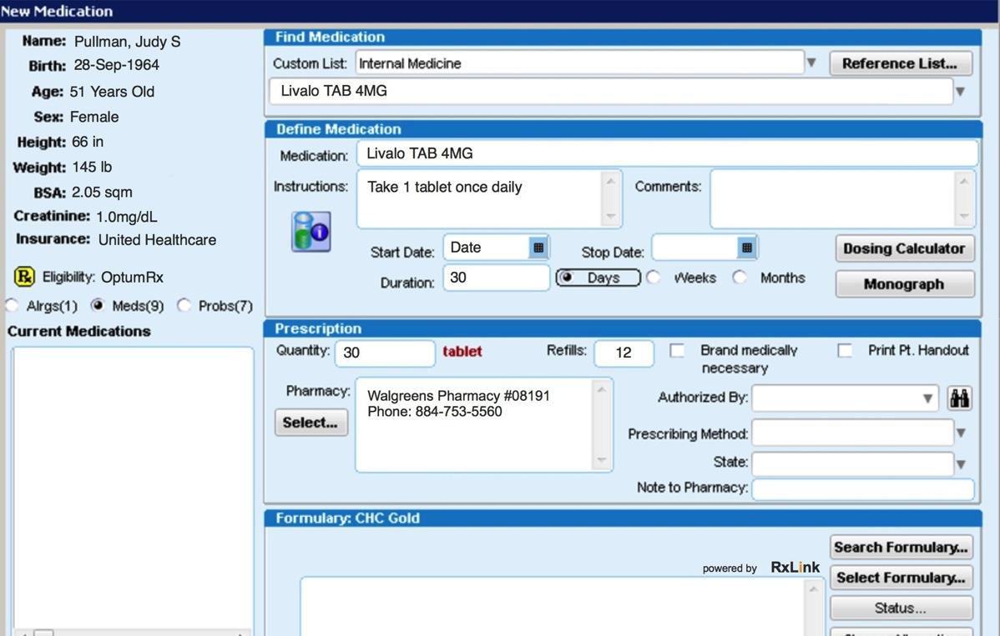 New Medication
Name: Pullman, Judy S
Birth: 28-Sep-1964
Age: 51 Years Old
Sex: Female
Height: 66 in
Weight: 145 lb
BSA: 2.05 sqm
Creatinine: 1.0mg/dL
Insurance: United Healthcare
Rx Eligibility: OptumRx
Alrgs(1) Meds(9) Probs(7)
Current Medications
Find Medication
Custom List: Internal Medicine Reference List...
Livalo TAB 4MG
Define Medication
Medication: Livalo TAB 4MG
Instructions: Take 1 tablet once daily Comments:
Start Date: Date Stop Date: Dosing Calculator
Duration: 30 Days Weeks Months Monograph
Prescription
Quantity: 30 tablet Refills: 12 Brand medically necessary Print Pt. Handout
Pharmacy: Walgreens Pharmacy #08191
Phone: 884-753-5560
Select...
Authorized By:
Prescribing Method:
State:
Note to Pharmacy:
Formulary: CHC Gold
Search Formulary...
powered by RxLink
Select Formulary...
Status...